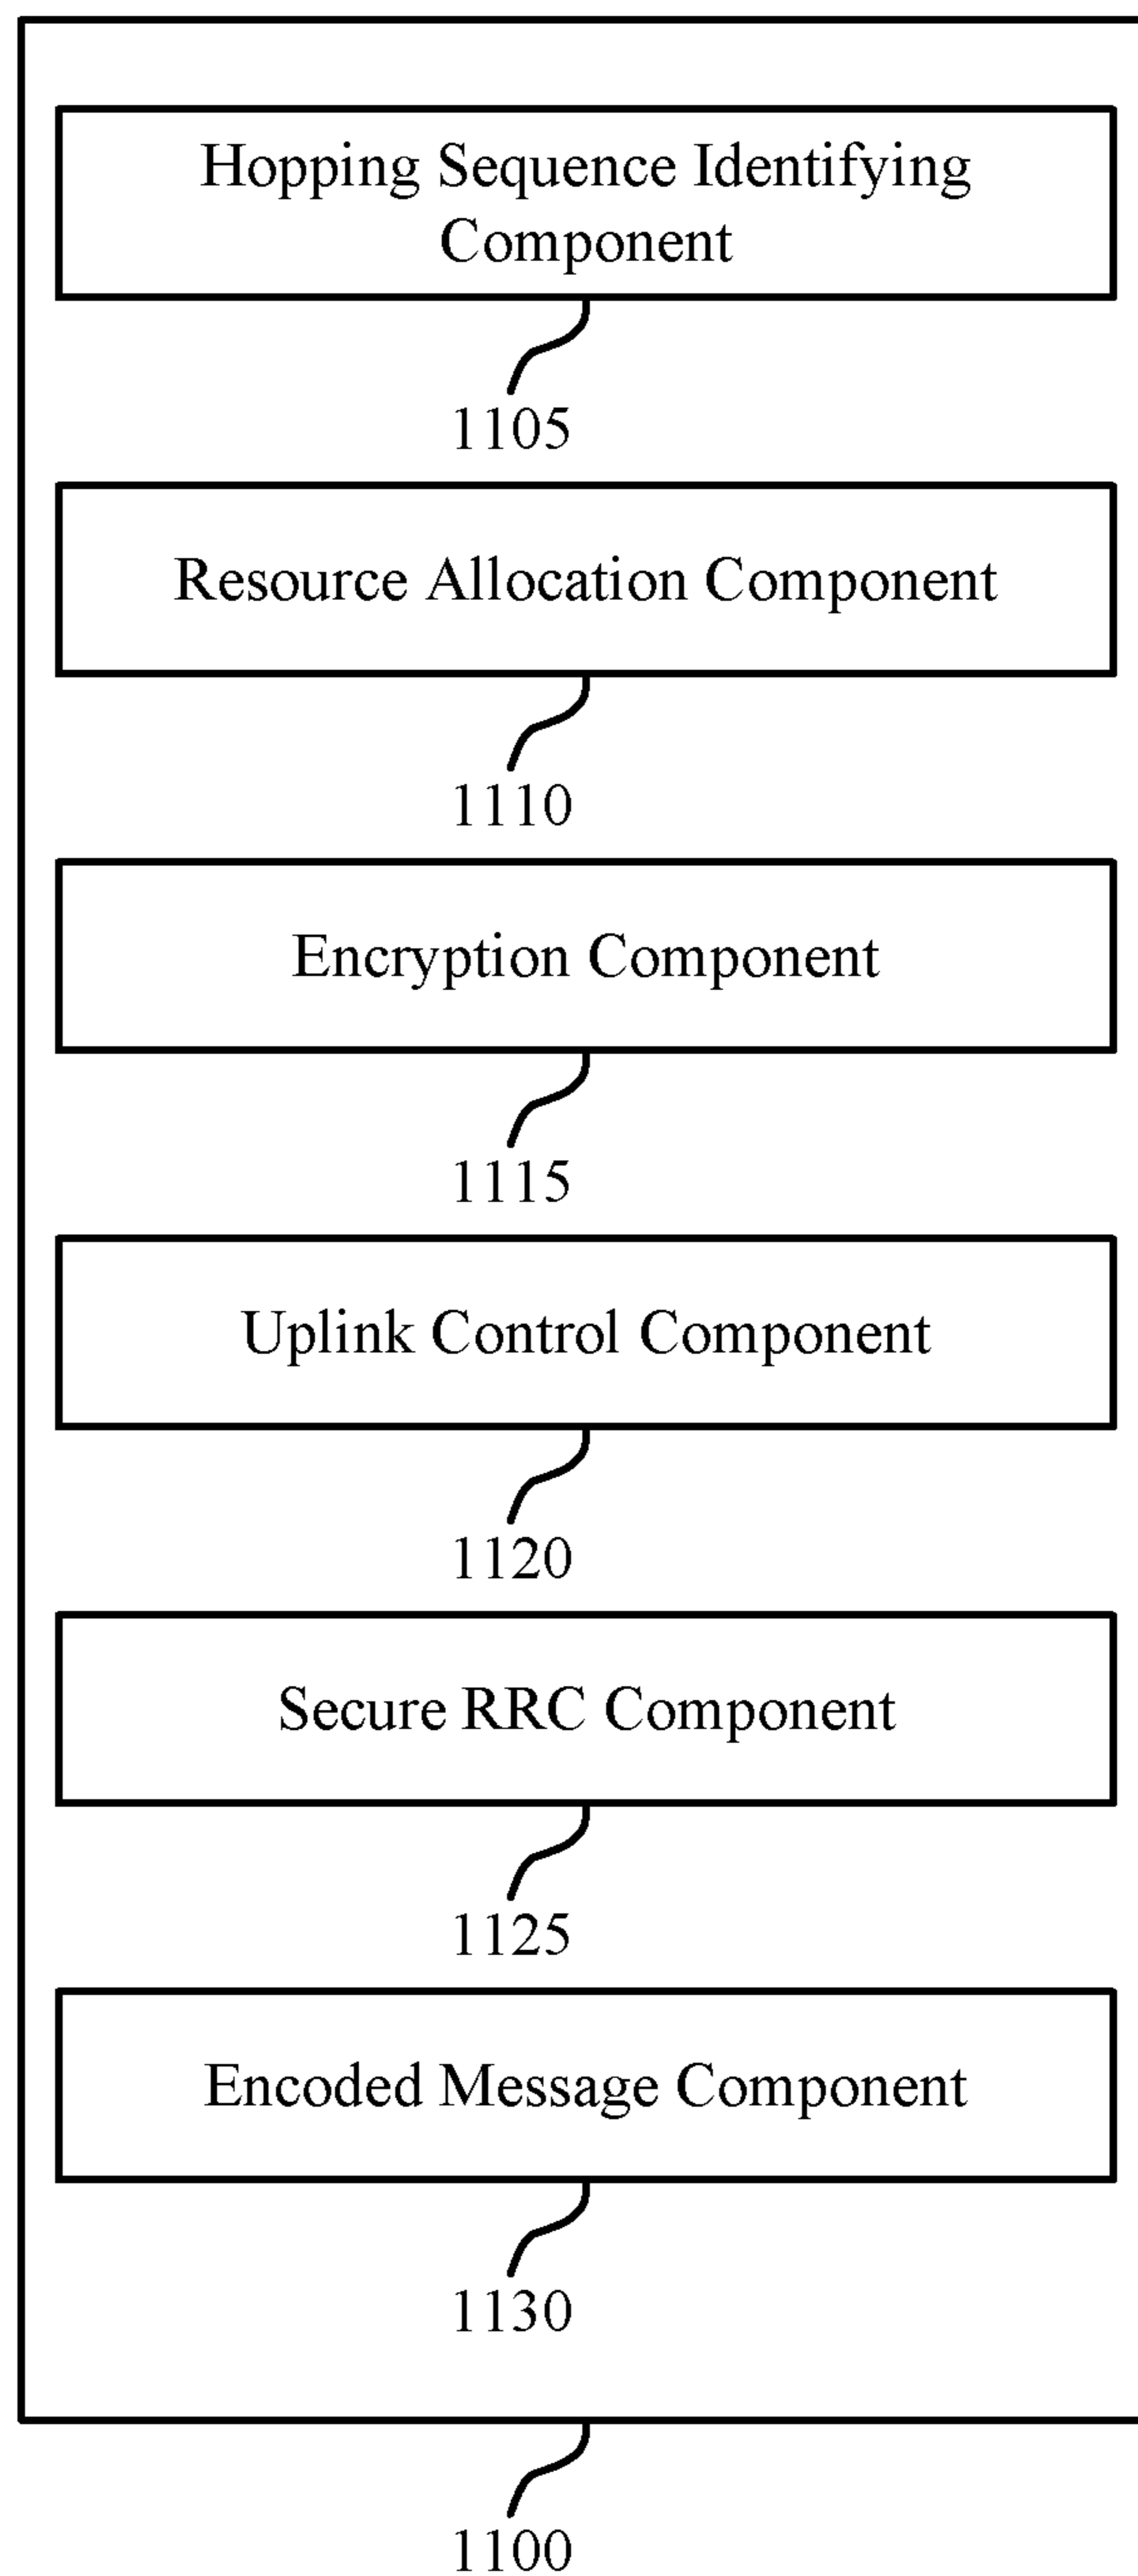 Hopping Sequence Identifying
Component
1105
Resource Allocation Component
1110
Encryption Component
1115
Uplink Control Component
1120
Secure RRC Component
1125
Encoded Message Component
1130
1100